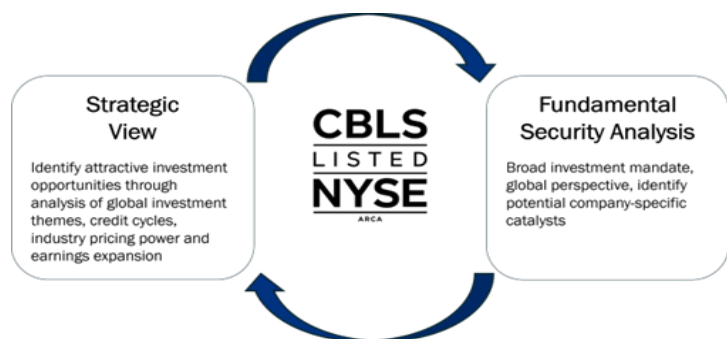 Strategic
View
Identify attractive investment
opportunities through
analysis of global investment
themes, credit cycles,
industry pricing power and
earnings expansion
CBLS
LISTED
NYSE
ARCA
Fundamental
Security Analysis
Broad investment mandate,
global perspective, identify
potential company-specific
catalysts